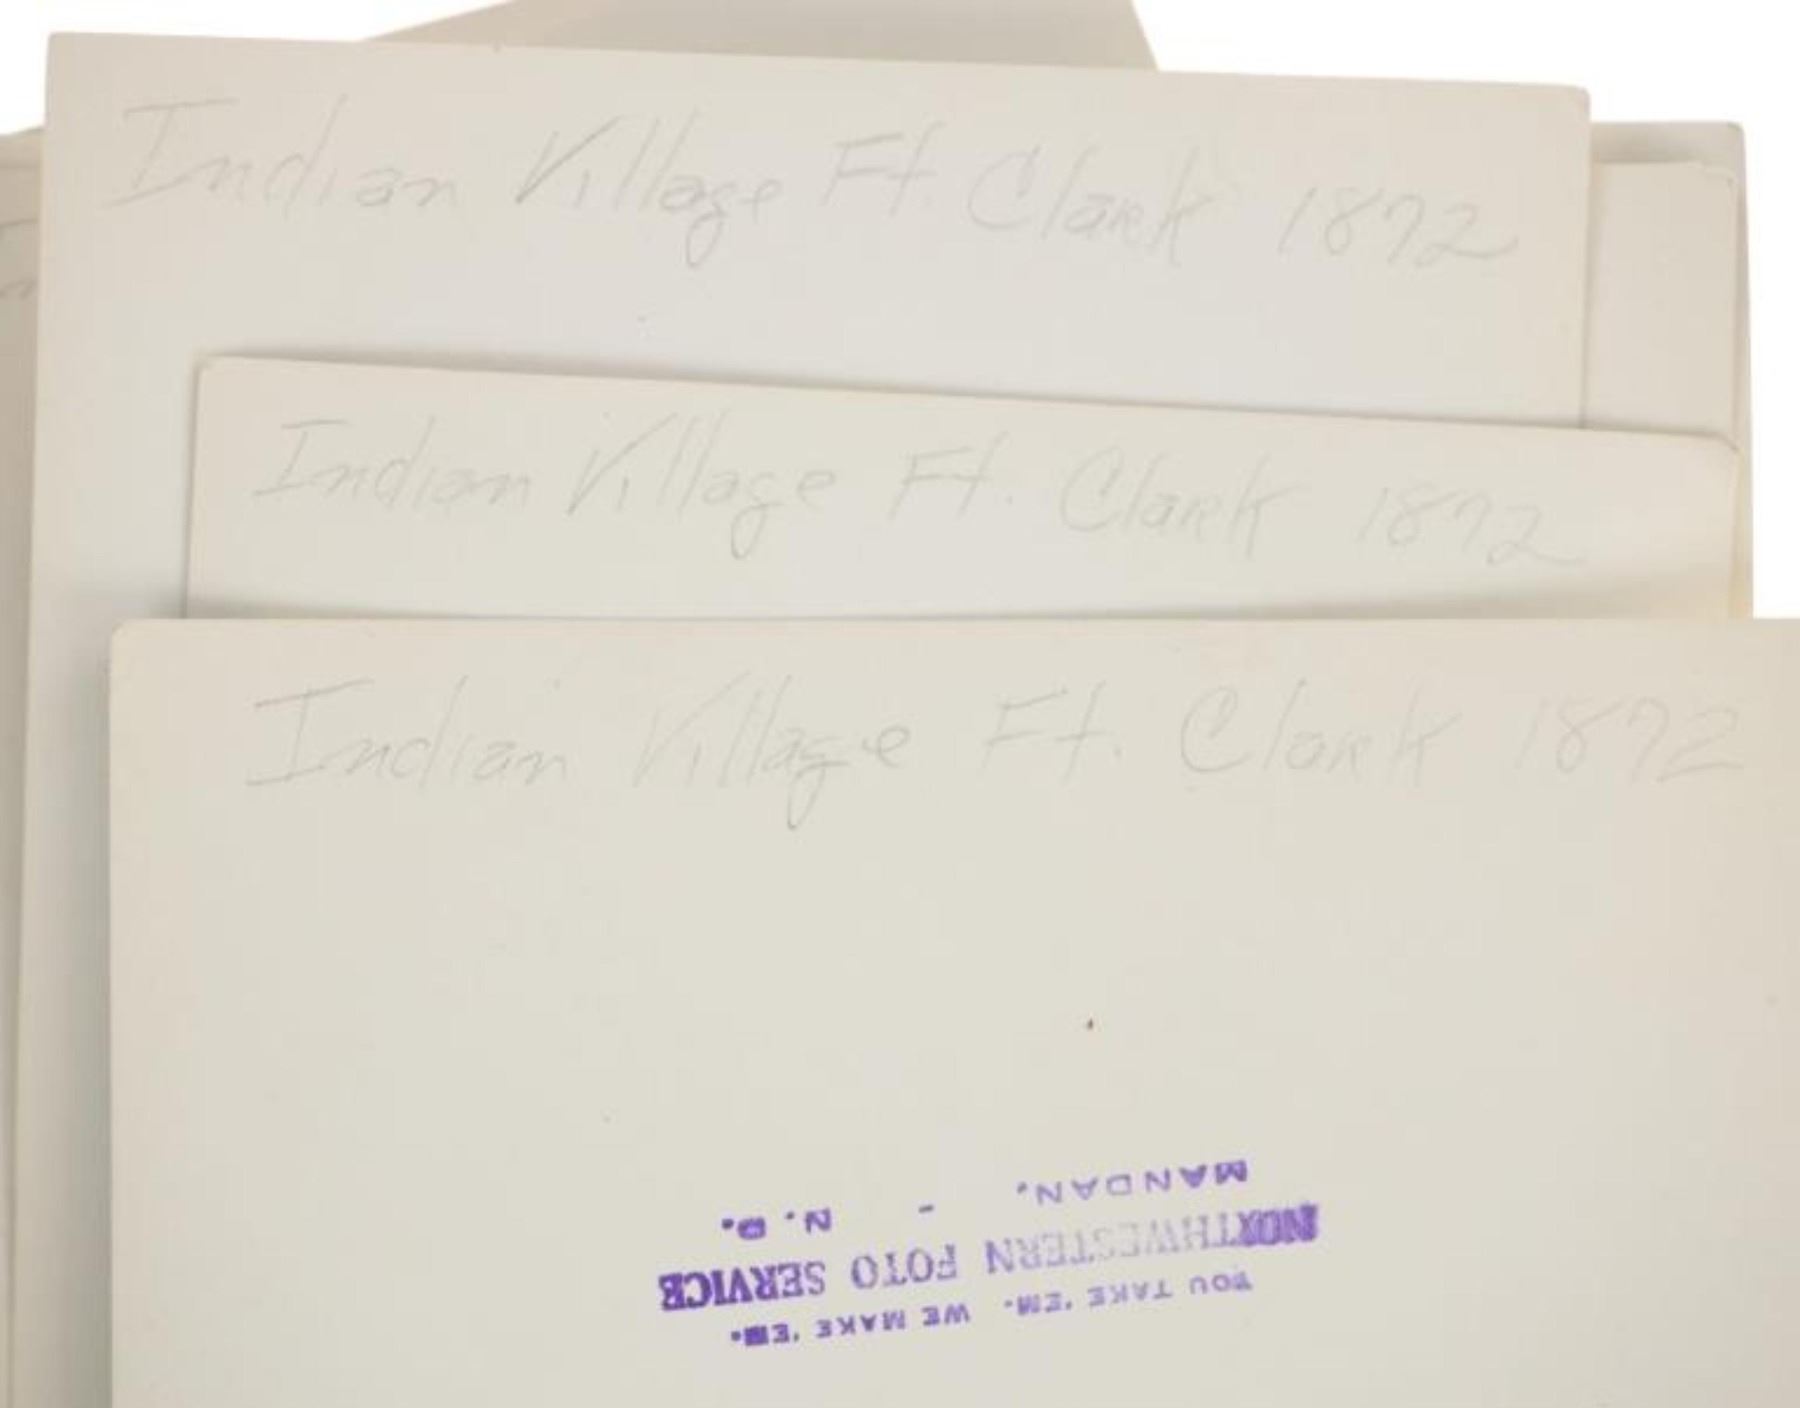 Indian Village Ft. Clark 1872
Indian Village Ft. Clark 1872
Indian Village Ft. Clark 1872
YOU TAKE 'EM. WE MAKE 'EM.
NORTHWESTERN FOTO SERVICE
MANDAN, - N. D.